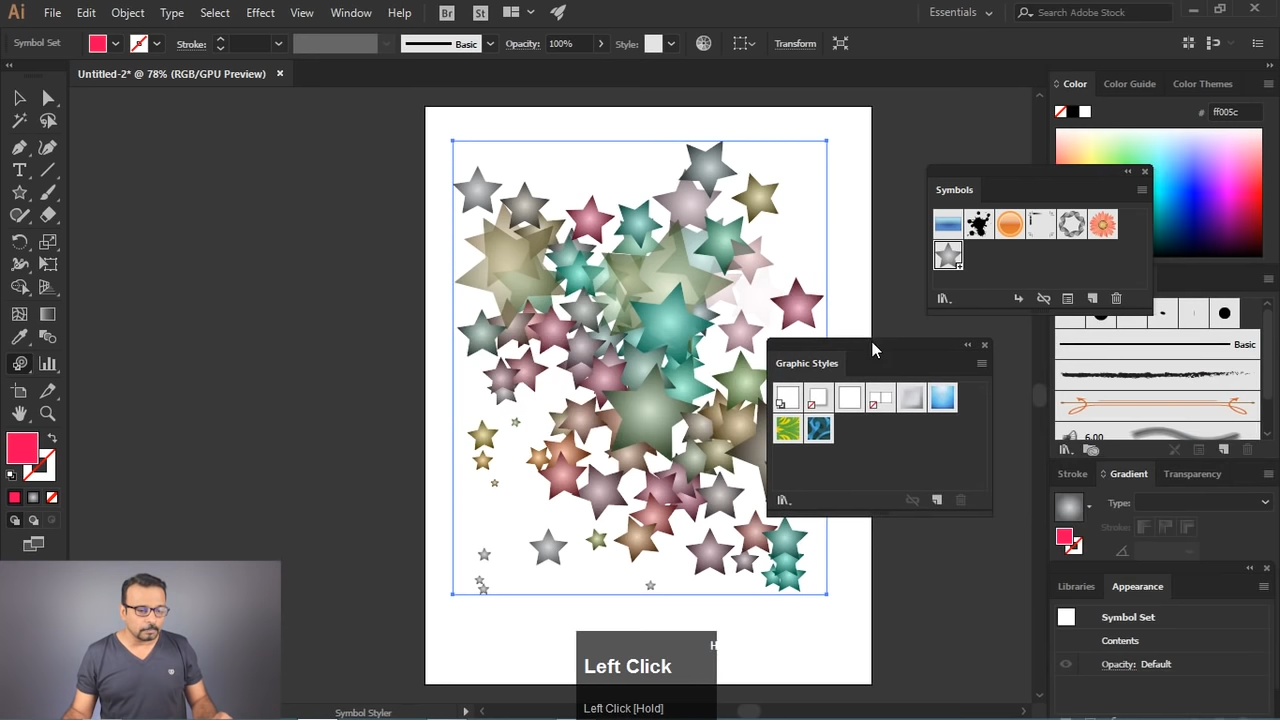 Ai File Edit Object Type Select Effect View Window Help Br St Essentials Search Adobe Stock
Symbol Set Stroke: Basic Opacity: 100% Style: Transform
Untitled-2* @ 78% (RGB/GPU Preview) ×
Color Color Guide Color Themes
# ff005c
Symbols
Basic
Graphic Styles
6.00
Stroke Gradient Transparency
Type:
Stroke:
Libraries Appearance
Symbol Set
Contents
Opacity: Default
H
Left Click
Left Click [Hold]
Symbol Styler